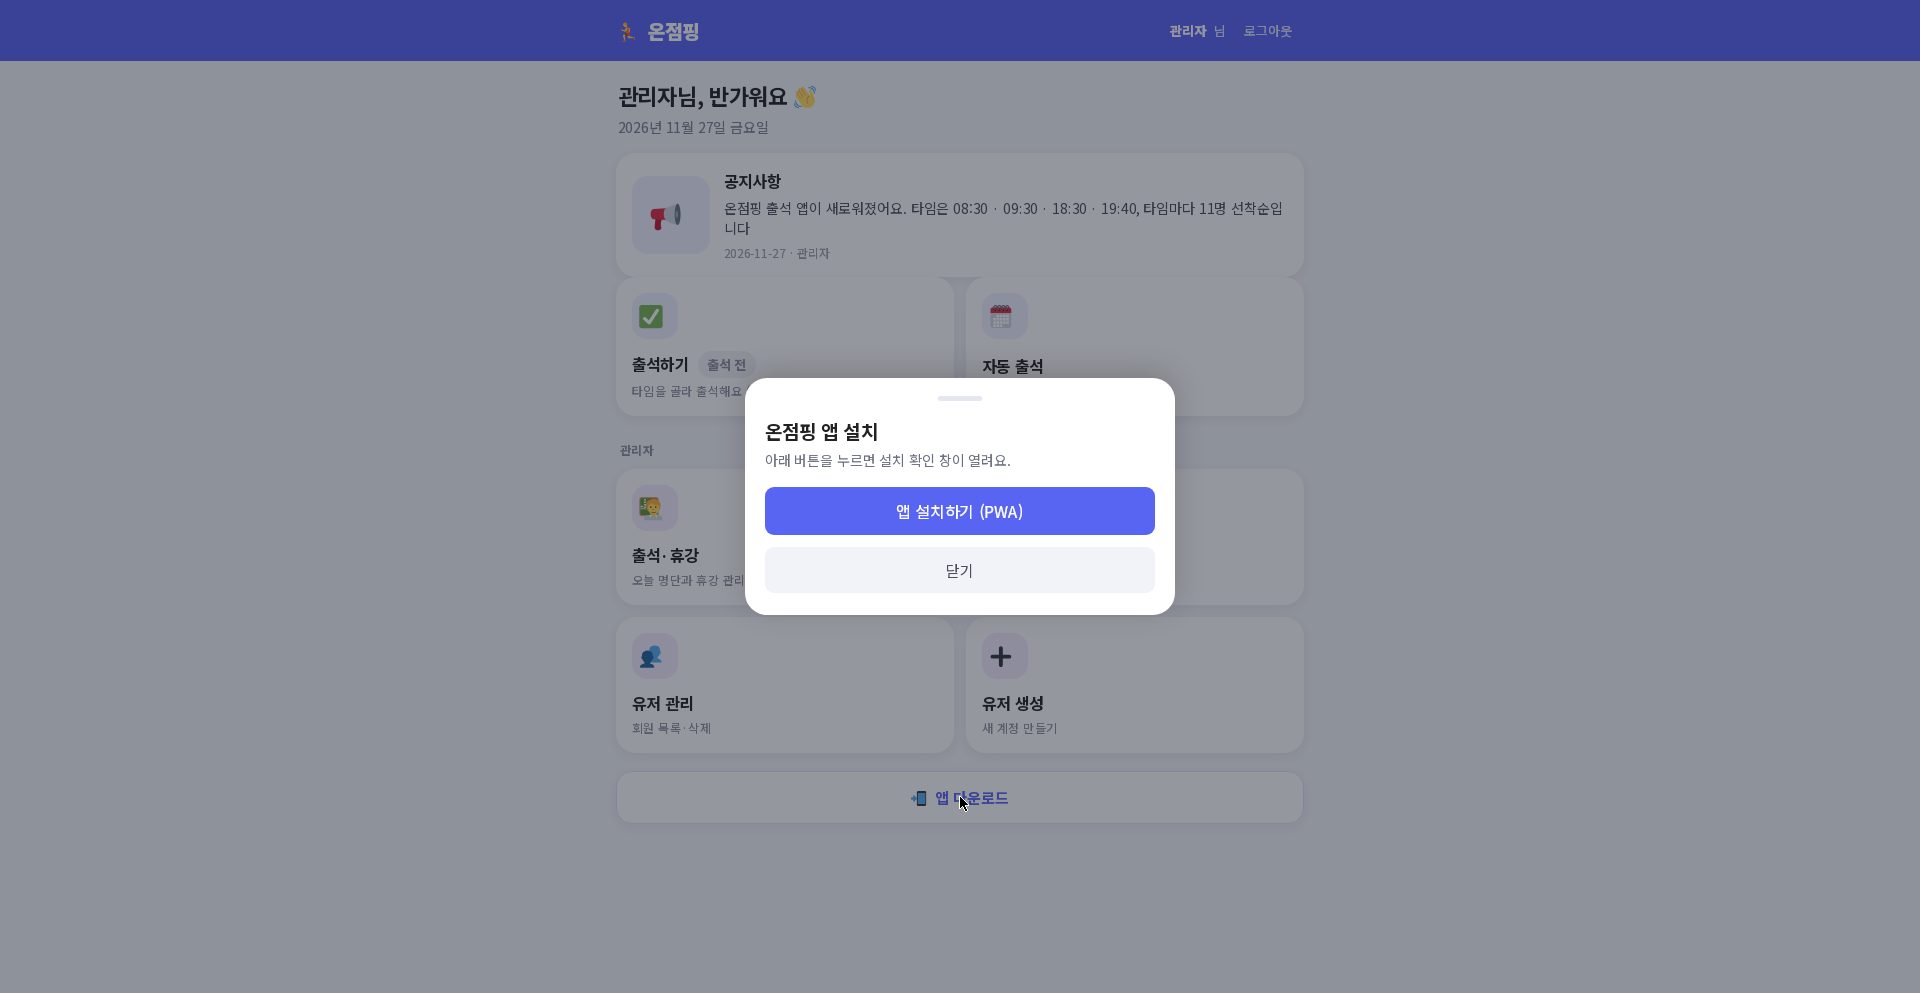 온점핑
관리자 님 로그아웃
관리자님, 반가워요
2026년 11월 27일 금요일
공지사항
온점핑 출석 앱이 새로워졌어요. 타임은 08:30 · 09:30 · 18:30 · 19:40, 타임마다 11명 선착순입
니다
2026-11-27 · 관리자
출석하기 출석 전
타임을 골라 출석해요
자동 출석
온점핑 앱 설치
아래 버튼을 누르면 설치 확인 창이 열려요.
앱 설치하기 (PWA)
닫기
관리자
출석·휴강
오늘 명단과 휴강 관리
유저 관리
회원 목록·삭제
유저 생성
새 계정 만들기
앱 다운로드